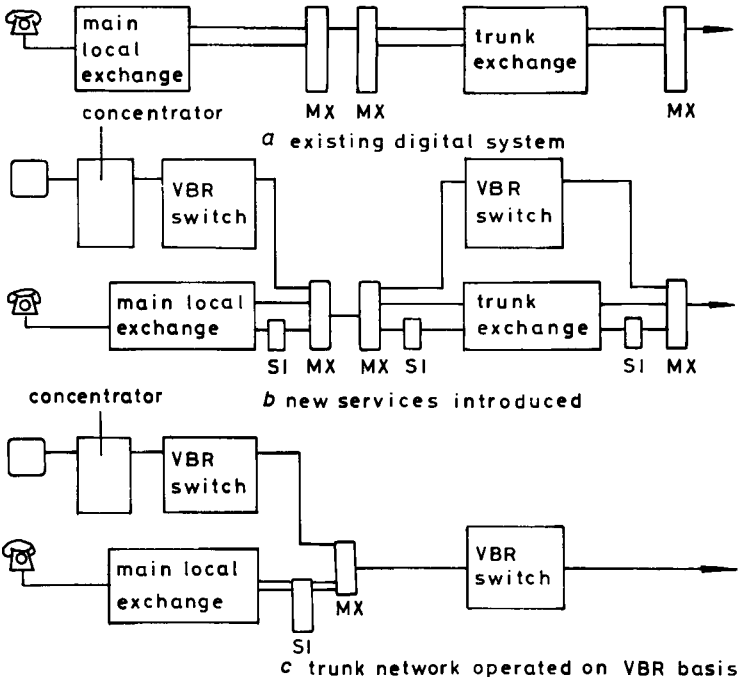 main
local
exchange
MX
MX
trunk
exchange
MX
a existing digital system
concentrator
VBR
switch
VBR
switch
main local
exchange
SI
MX
MX
SI
trunk
exchange
SI
MX
b new services introduced
concentrator
VBR
switch
main local
exchange
SI
MX
VBR
switch
c trunk network operated on VBR basis